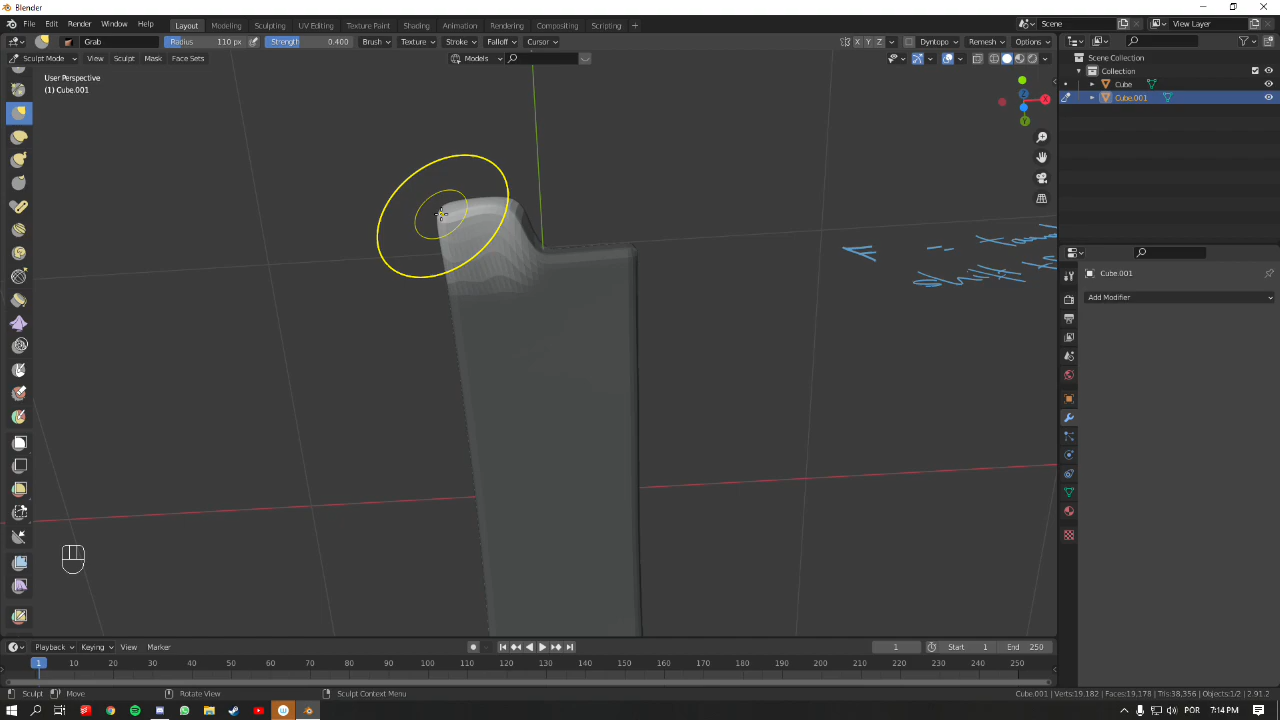 Blender
File Edit Render Window Help Layout Modeling Sculpting UV Editing Texture Paint Shading Animation Rendering Compositing Scripting + Scene View Layer
Grab Radius 110 px Strength 0.400 Brush Texture Stroke Falloff Cursor X Y Z Dyntopo Remesh Options
Sculpt Mode View Sculpt Mask Face Sets Models
User Perspective
(1) Cube.001
Scene Collection
Collection
Cube
Cube.001
X
Z
Y
Cube.001
Add Modifier
Playback Keying View Marker 1 Start 1 End 250
1 10 20 30 40 50 60 70 80 90 100 110 120 130 140 150 160 170 180 190 200 210 220 230 240 250
Sculpt Move Rotate View Sculpt Context Menu Cube.001 | Verts:19,182 | Faces:19,178 | Tris:38,356 | Objects:1/2 | 2.91.2
POR 7:14 PM